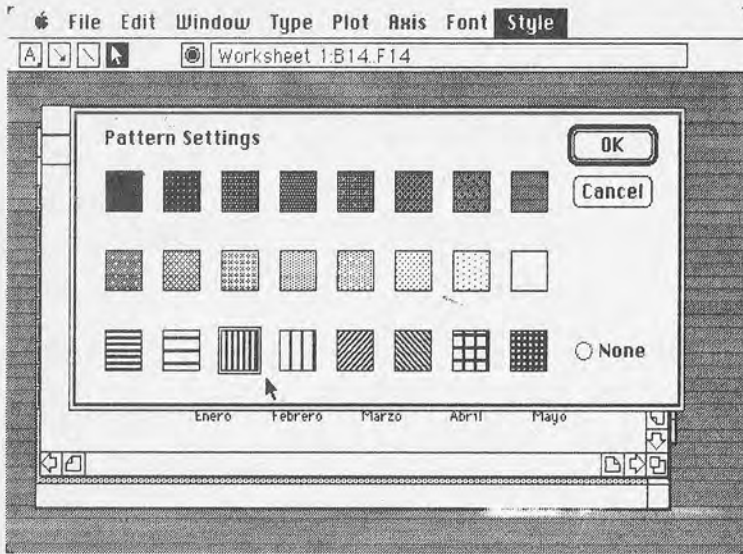 File Edit Window Type Plot Axis Font Style
A Worksheet 1:B14..F14
Pattern Settings
OK
Cancel
None
Enero Febrero Marzo Abril Mayo